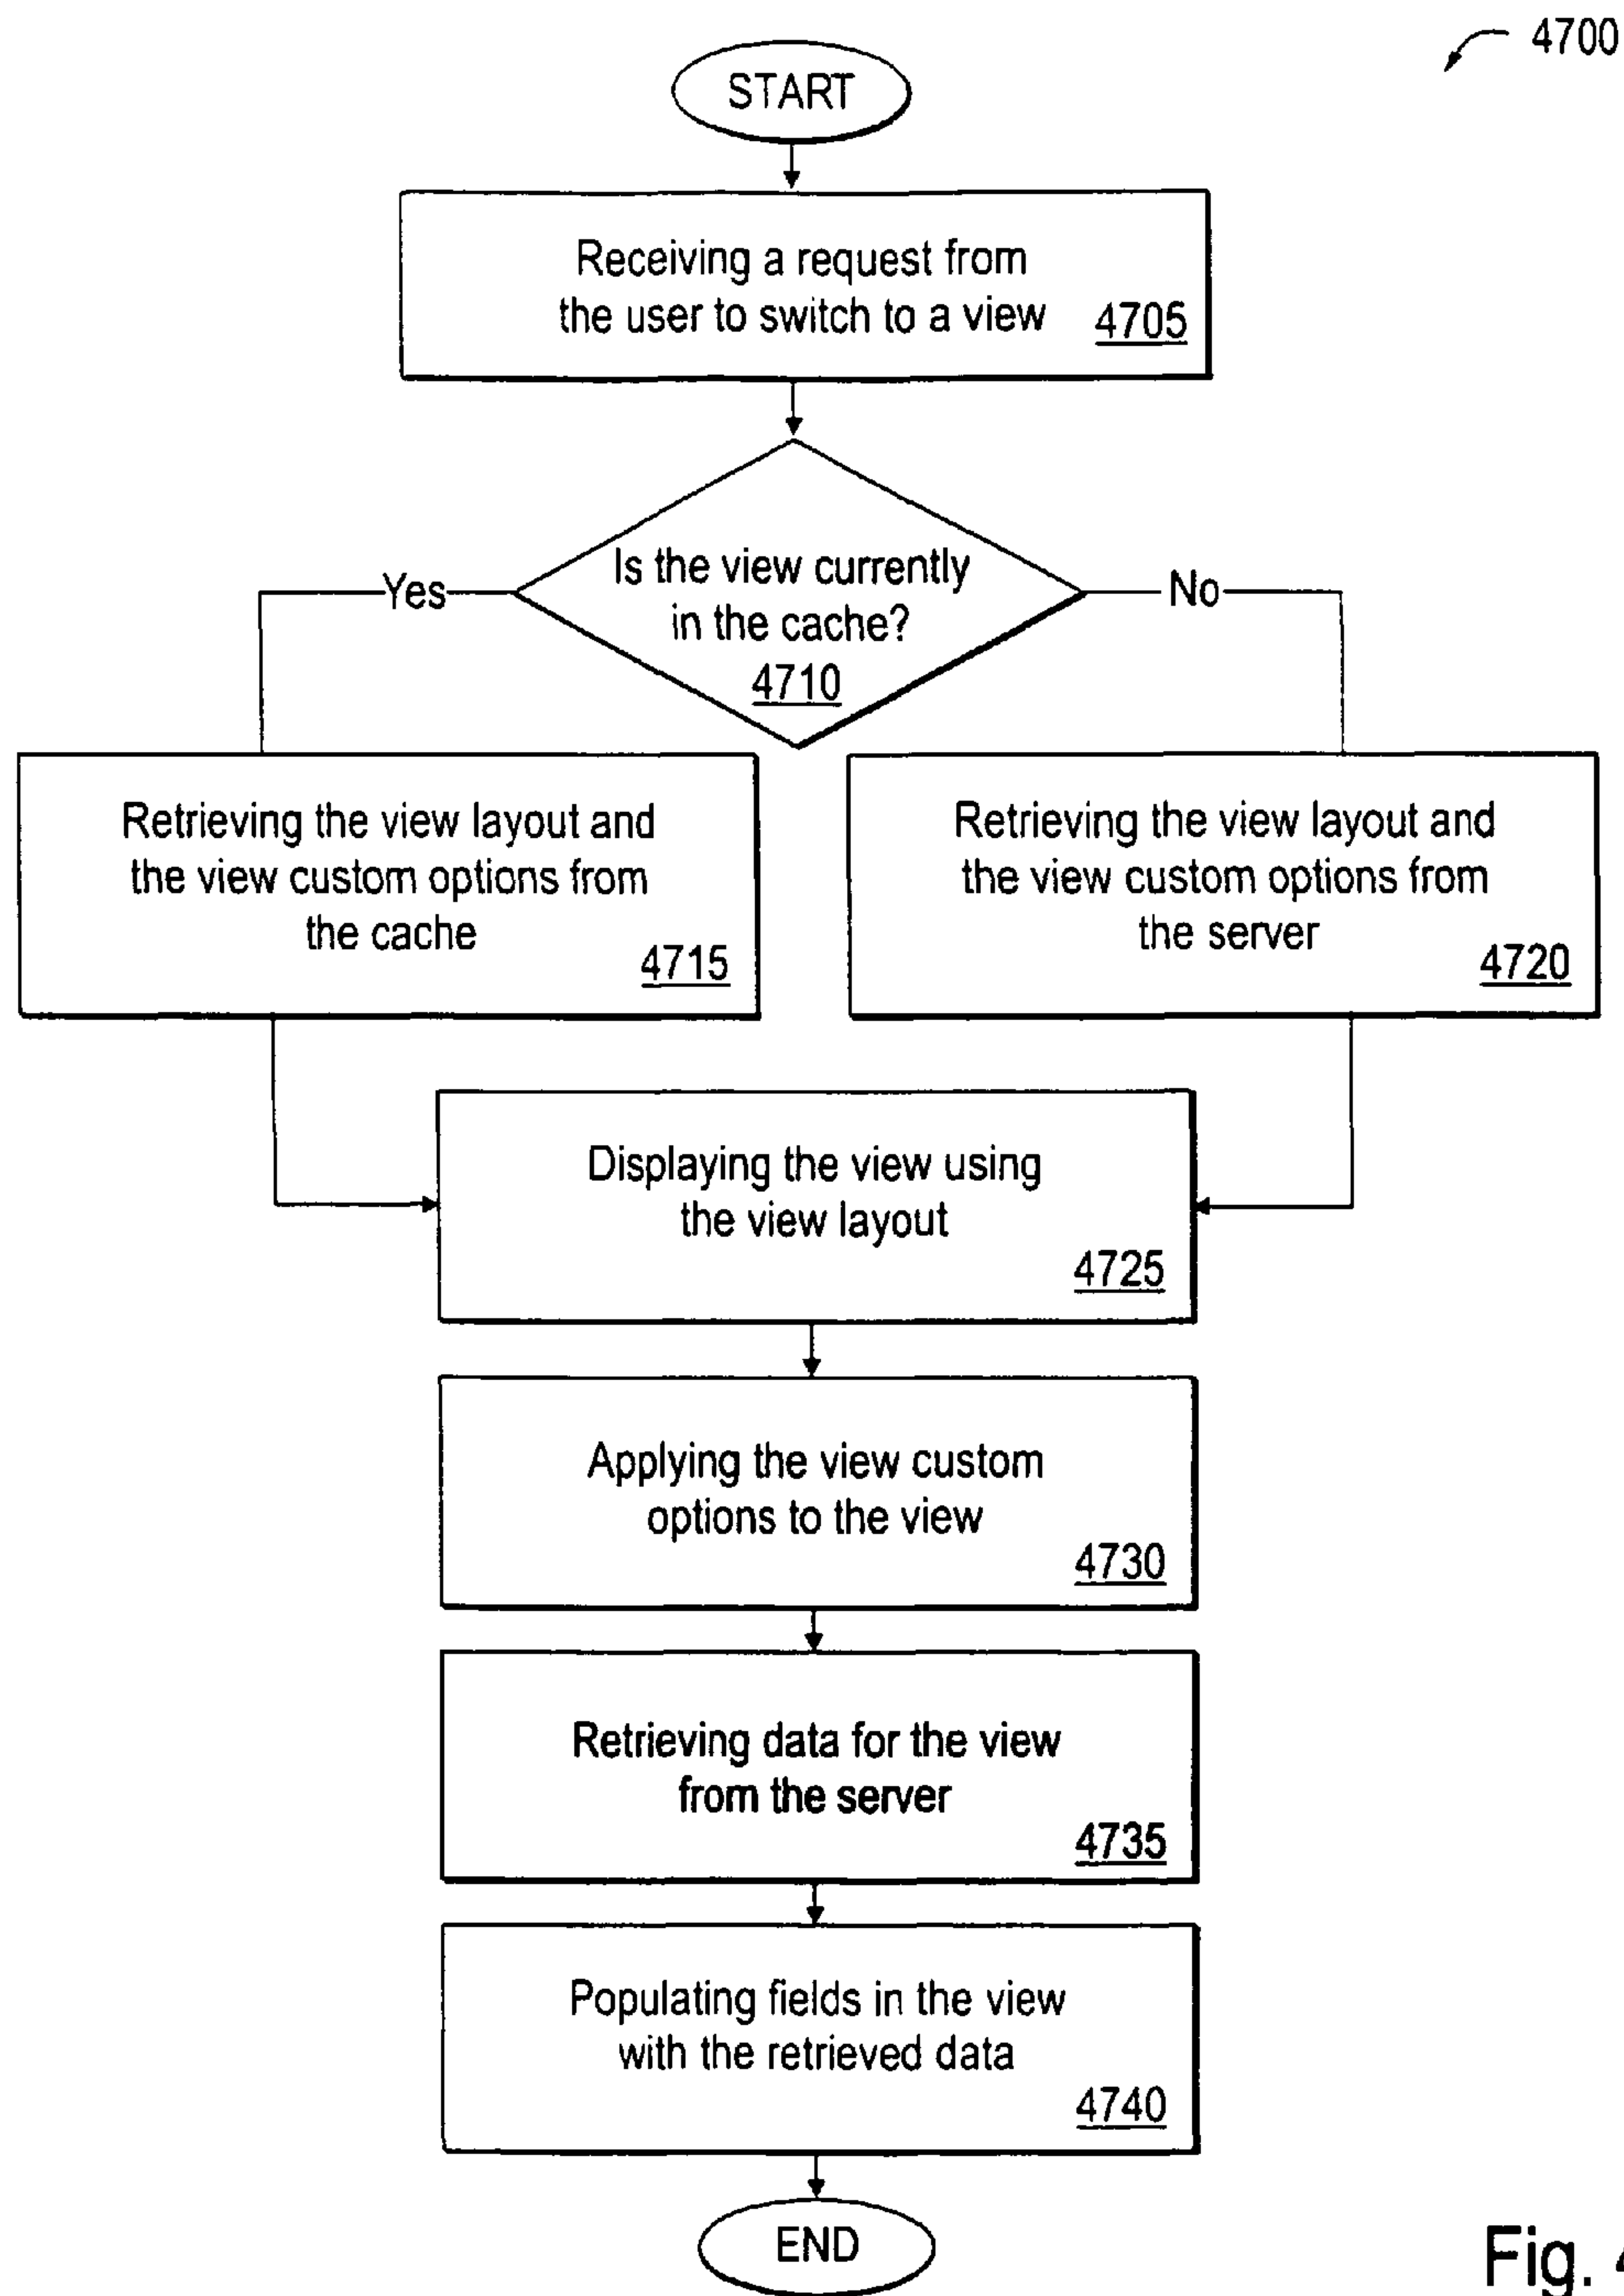 4700
START
Receiving a request from
the user to switch to a view
4705
Is the view currently
in the cache?
4710
Yes
No
Retrieving the view layout and
the view custom options from
the cache
4715
Retrieving the view layout and
the view custom options from
the server
4720
Displaying the view using
the view layout
4725
Applying the view custom
options to the view
4730
Retrieving data for the view
from the server
4735
Populating fields in the view
with the retrieved data
4740
END
Fig.